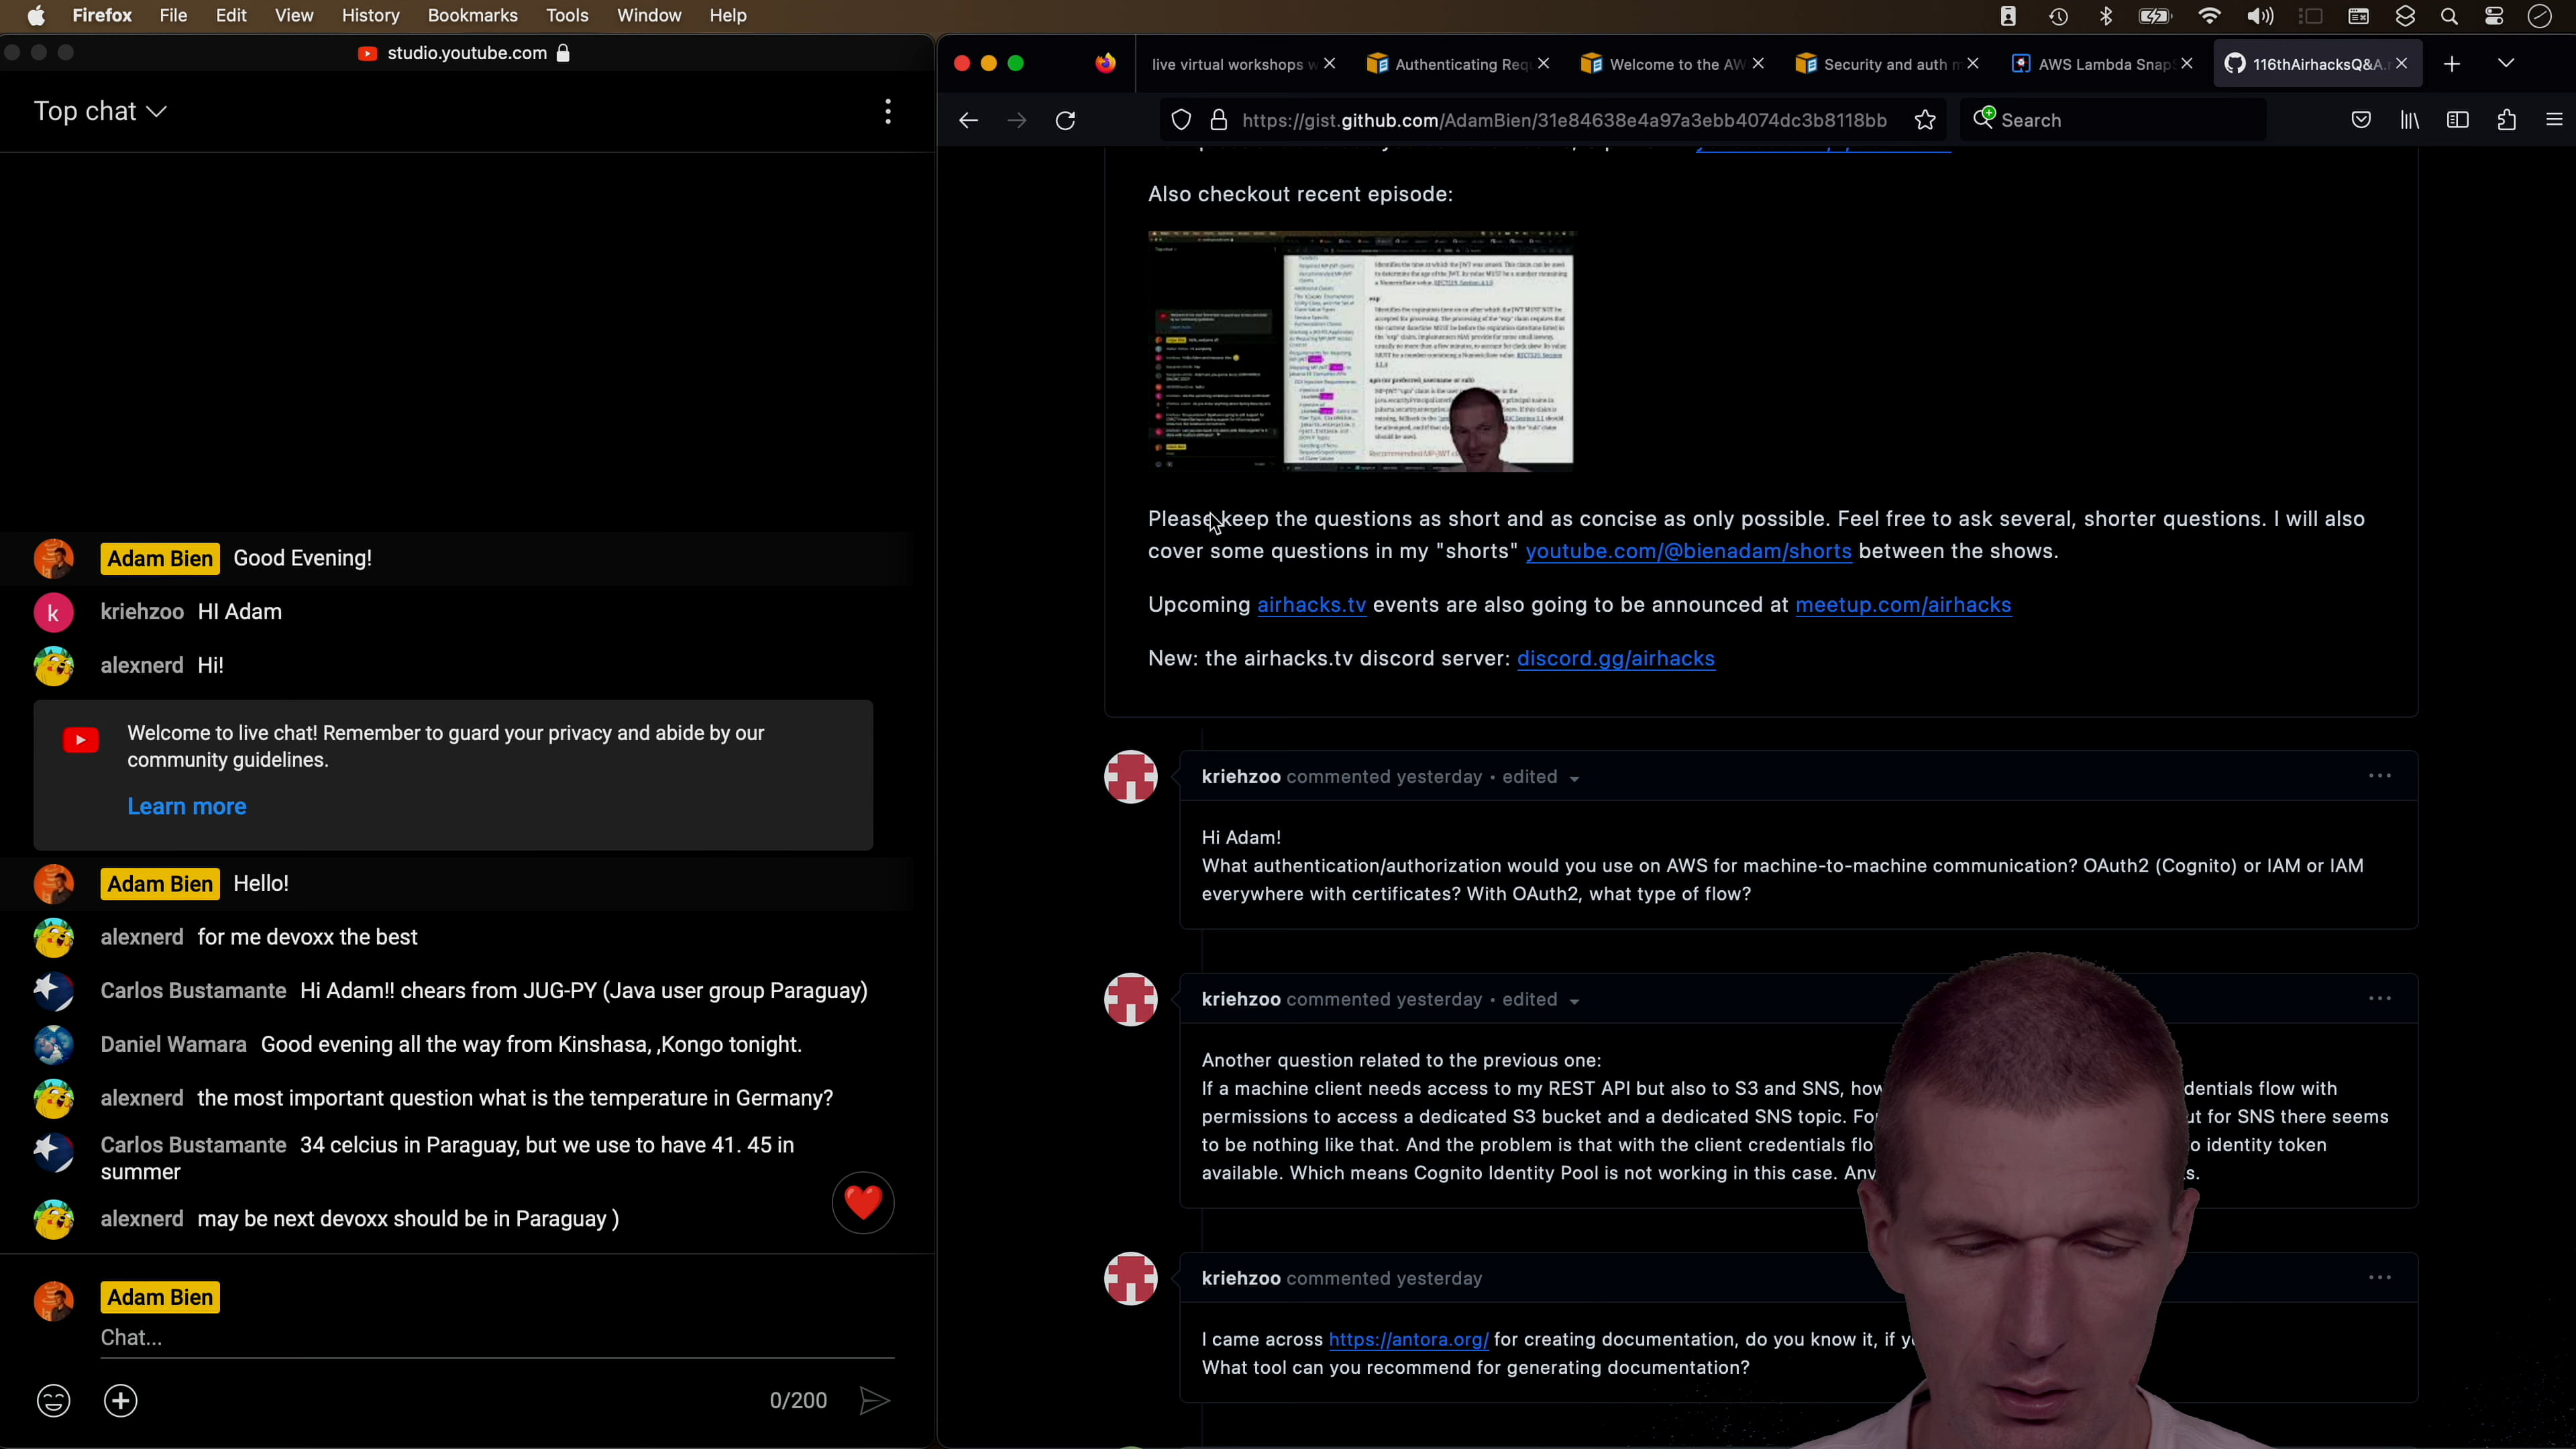 Firefox File Edit View History Bookmarks Tools Window Help
studio.youtube.com
Top chat
Adam Bien Good Evening!
kriehzoo HI Adam
alexnerd Hi!
Welcome to live chat! Remember to guard your privacy and abide by our
community guidelines.
Learn more
Adam Bien Hello!
alexnerd for me devoxx the best
Carlos Bustamante Hi Adam!! chears from JUG-PY (Java user group Paraguay)
Daniel Wamara Good evening all the way from Kinshasa, ,Kongo tonight.
alexnerd the most important question what is the temperature in Germany?
Carlos Bustamante 34 celcius in Paraguay, but we use to have 41. 45 in
summer
alexnerd may be next devoxx should be in Paraguay )
Adam Bien
Chat...
0/200
live virtual workshops Authenticating Req Welcome to the AW Security and auth AWS Lambda Snap 116thAirhacksQ&A.
https://gist.github.com/AdamBien/31e84638e4a97a3ebb4074dc3b8118bb Search
Also checkout recent episode:
Please keep the questions as short and as concise as only possible. Feel free to ask several, shorter questions. I will also
cover some questions in my "shorts" youtube.com/@bienadam/shorts between the shows.
Upcoming airhacks.tv events are also going to be announced at meetup.com/airhacks
New: the airhacks.tv discord server: discord.gg/airhacks
kriehzoo commented yesterday • edited
Hi Adam!
What authentication/authorization would you use on AWS for machine-to-machine communication? OAuth2 (Cognito) or IAM or IAM
everywhere with certificates? With OAuth2, what type of flow?
kriehzoo commented yesterday • edited
Another question related to the previous one:
If a machine client needs access to my REST API but also to S3 and SNS, how dentials flow with
permissions to access a dedicated S3 bucket and a dedicated SNS topic. For ut for SNS there seems
to be nothing like that. And the problem is that with the client credentials flo o identity token
available. Which means Cognito Identity Pool is not working in this case. Any s.
kriehzoo commented yesterday
I came across https://antora.org/ for creating documentation, do you know it, if y
What tool can you recommend for generating documentation?